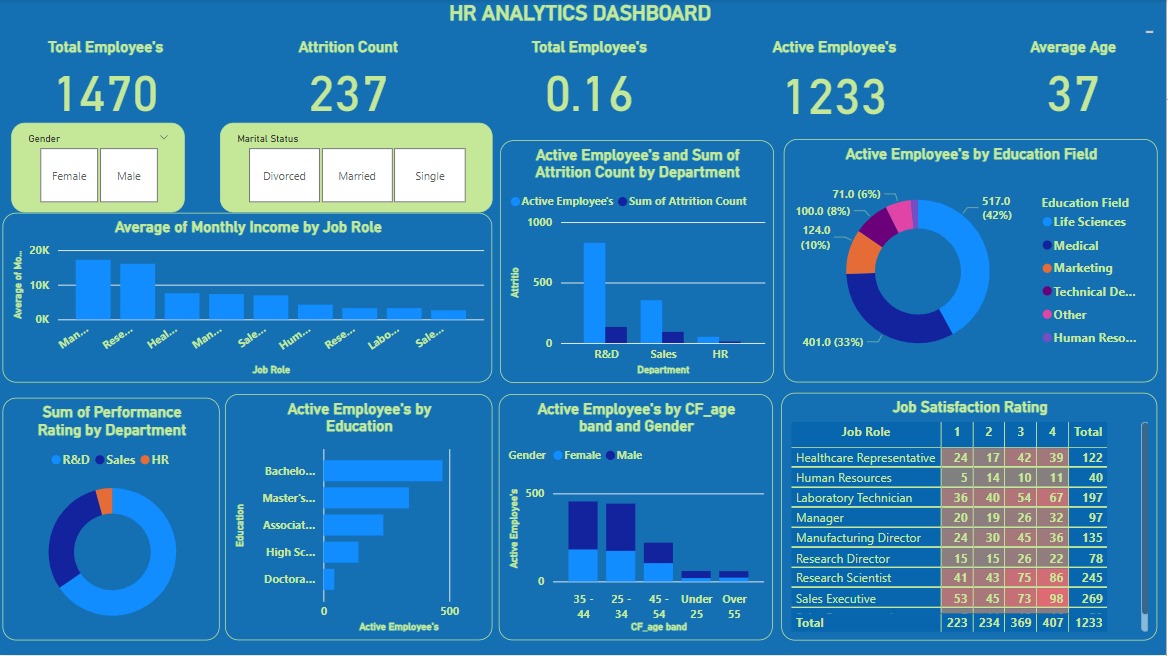 HR ANALYTICS DASHBOARD
Total Employee's
1470
Attrition Count
237
Total Employee's
0.16
Active Employee's
1233
Average Age
37
Gender
Female
Male
Marital Status
Divorced
Married
Single
Average of Monthly Income by Job Role
Average of Mo...
20K
10K
0K
Man...
Rese...
Heal...
Man...
Sale...
Hum...
Rese...
Labo...
Sale...
Job Role
Active Employee's and Sum of
Attrition Count by Department
Active Employee's
Sum of Attrition Count
Attritio
1000
500
0
R&D
Sales
HR
Department
Active Employee's by Education Field
71.0 (6%)
100.0 (8%)
124.0
(10%)
401.0 (33%)
517.0
(42%)
Education Field
Life Sciences
Medical
Marketing
Technical De...
Other
Human Reso...
Sum of Performance
Rating by Department
R&D
Sales
HR
Active Employee's by
Education
Education
Bachelo...
Master's...
Associat...
High Sc...
Doctora...
0
500
Active Employee's
Active Employee's by CF_age
band and Gender
Gender
Female
Male
Active Employee's
500
0
35 -
44
25 -
34
45 -
54
Under
25
Over
55
CF_age band
Job Satisfaction Rating
Job Role 1 2 3 4 Total
Healthcare Representative 24 17 42 39 122
Human Resources 5 14 10 11 40
Laboratory Technician 36 40 54 67 197
Manager 20 19 26 32 97
Manufacturing Director 24 30 45 36 135
Research Director 15 15 26 22 78
Research Scientist 41 43 75 86 245
Sales Executive 53 45 73 98 269
Total 223 234 369 407 1233